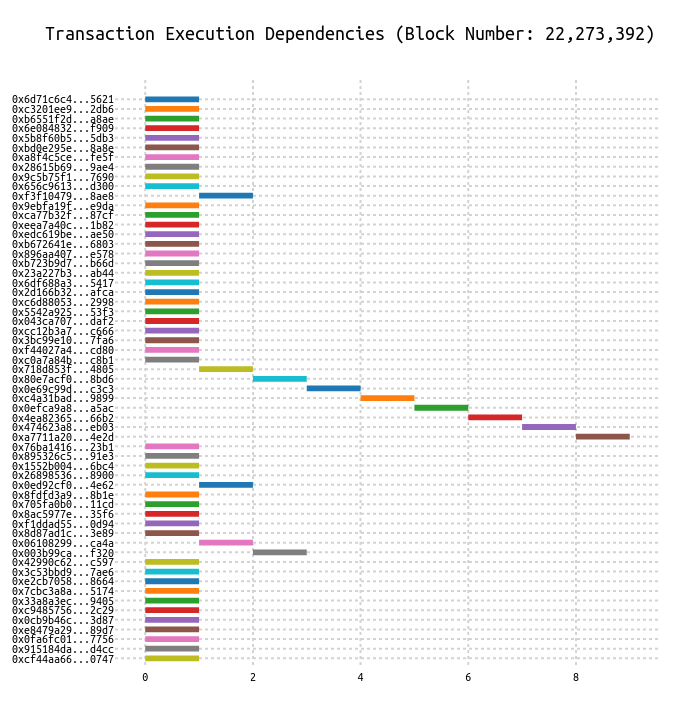 Transaction Execution Dependencies (Block Number: 22,273,392)
0x6d71c6c4...5621
0xc3201ee9...2db6
0xb6551f2d...a8ae
0x6e084832...f909
0x5b8f60b5...5db3
0xbd0e295e...8a8e
0xa8f4c5ce...fe5f
0x28615b69...9ae4
0x9c5b75f1...7690
0x656c9613...d300
0xf3f10479...8ae8
0x9ebfa19f...e9da
0xca77b32f...87cf
0xeea7a40c...1b82
0xedc619be...ae50
0xb672641e...6803
0x896aa407...e578
0xb723b9d7...b66d
0x23a227b3...ab44
0x6df688a3...5417
0x2d166b32...afca
0xc6d88053...2998
0x5542a925...53f3
0x043ca707...daf2
0xcc12b3a7...c666
0x3bc99e10...7fa6
0xf44027a4...cd80
0xc0a7a84b...c8b1
0x718d853f...4805
0x80e7acf0...8bd6
0x0e69c99d...c3c3
0xc4a31bad...9899
0x0efca9a8...a5ac
0x4ea82365...66b2
0x474623a8...eb03
0xa7711a20...4e2d
0x76ba1416...23b1
0x895326c5...91e3
0x1552b004...6bc4
0x26898536...8900
0x0ed92cf0...4e62
0x8fdfd3a9...8b1e
0x705fa0b0...11cd
0x8ac5977e...35f6
0xf1ddad55...0d94
0x8d87ad1c...3e89
0x06108299...ca4a
0x003b99ca...f320
0x42990c62...c597
0x3c53bbd9...7ae6
0xe2cb7058...8664
0x7cbc3a8a...5174
0x33a8a3ec...9405
0xc9485756...2c29
0x0cb9b46c...3d87
0xe8479a29...89d7
0x0fa6fc01...7756
0x915184da...d4cc
0xcf44aa66...0747
0 2 4 6 8